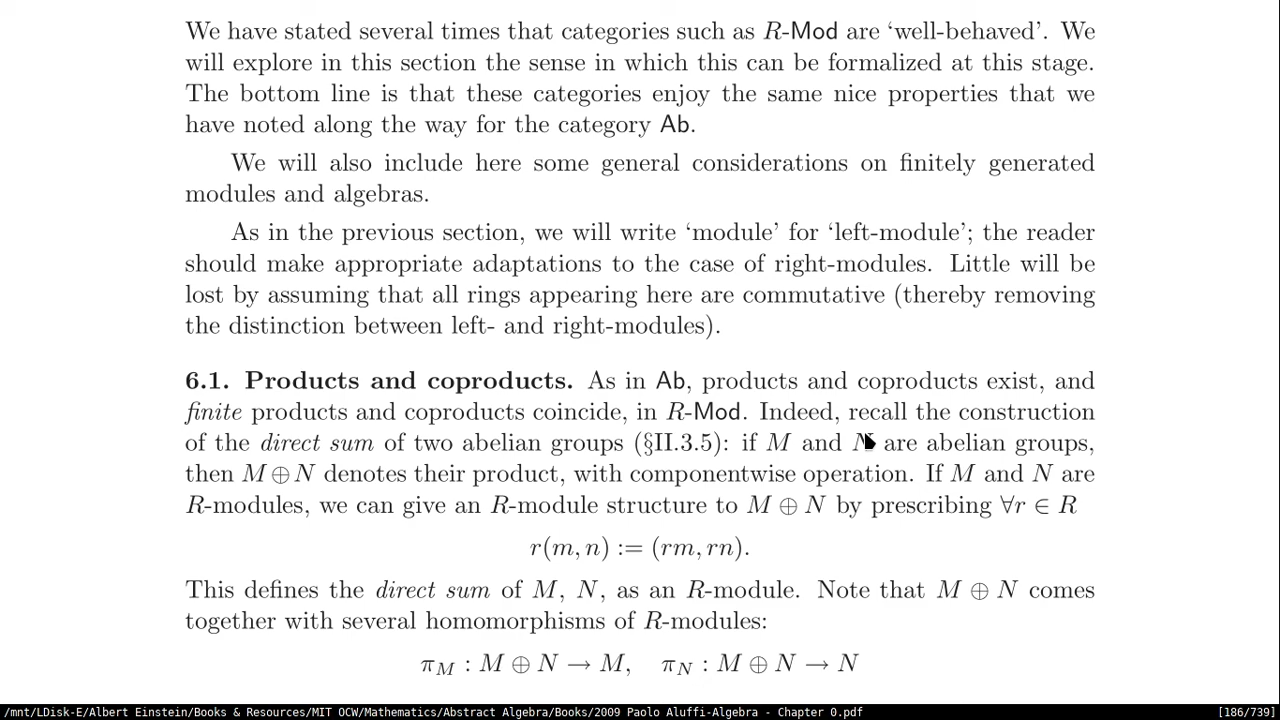 We have stated several times that categories such as R-Mod are ‘well-behaved’. We
will explore in this section the sense in which this can be formalized at this stage.
The bottom line is that these categories enjoy the same nice properties that we
have noted along the way for the category Ab.
We will also include here some general considerations on finitely generated
modules and algebras.
As in the previous section, we will write ‘module’ for ‘left-module’; the reader
should make appropriate adaptations to the case of right-modules. Little will be
lost by assuming that all rings appearing here are commutative (thereby removing
the distinction between left- and right-modules).
6.1. Products and coproducts. As in Ab, products and coproducts exist, and
finite products and coproducts coincide, in R-Mod. Indeed, recall the construction
of the direct sum of two abelian groups (§II.3.5): if M and N are abelian groups,
then M ⊕ N denotes their product, with componentwise operation. If M and N are
R-modules, we can give an R-module structure to M ⊕ N by prescribing ∀r ∈ R
r(m, n) := (rm, rn).
This defines the direct sum of M, N, as an R-module. Note that M ⊕ N comes
together with several homomorphisms of R-modules:
π_M : M ⊕ N → M, π_N : M ⊕ N → N
/mnt/LDisk-E/Albert Einstein/Books & Resources/MIT OCW/Mathematics/Abstract Algebra/Books/2009 Paolo Aluffi-Algebra - Chapter 0.pdf [186/739]